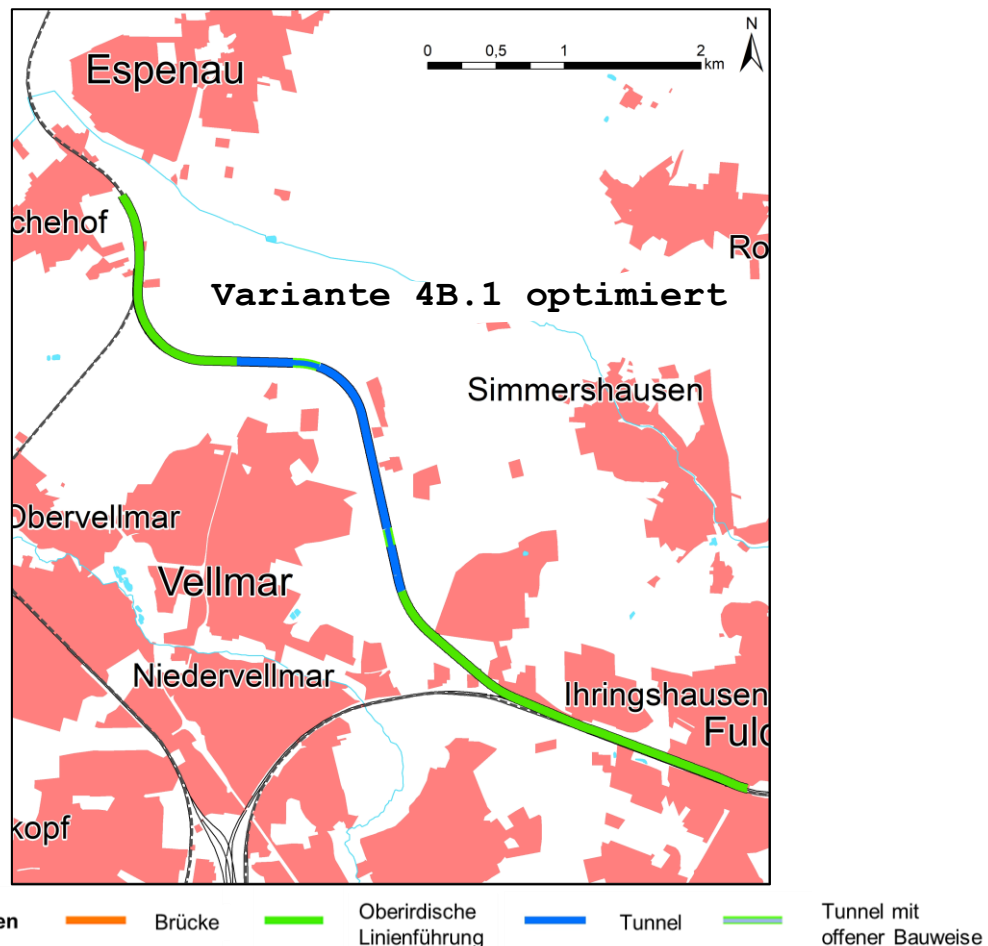 N
0 0,5 1 2
km
Espenau
chehof
Ro
Variante 4B.1 optimiert
Simmershausen
Obervellmar
Vellmar
Niedervellmar
Ihringshausen
Fuld
kopf
en Brücke Oberirdische Linienführung Tunnel Tunnel mit offener Bauweise